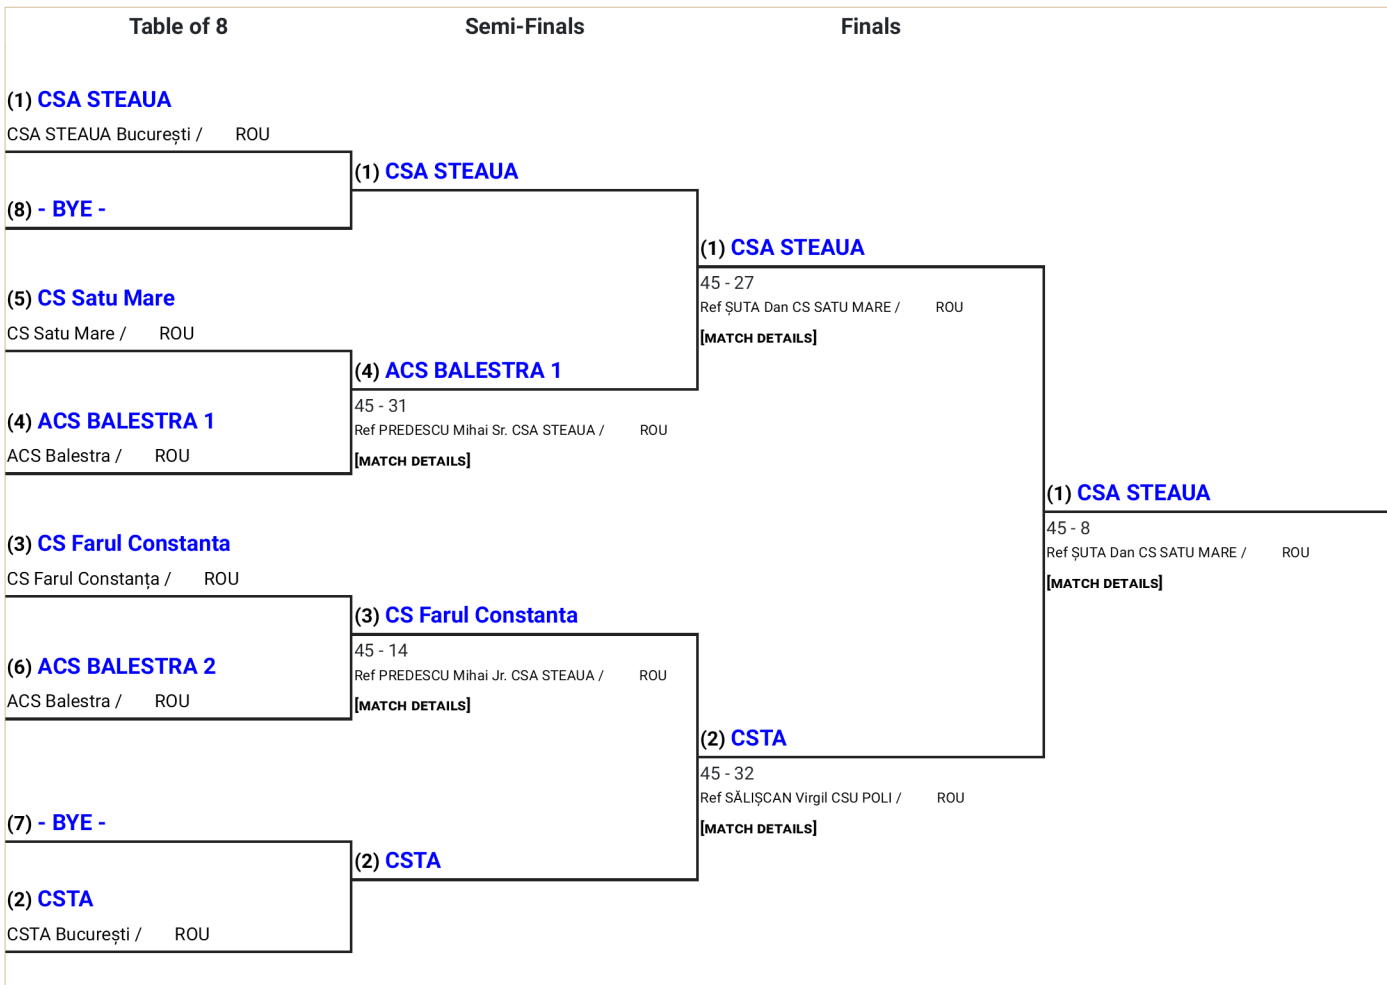 Table of 8
Semi-Finals
Finals
(1) CSA STEAUA
CSA STEAUA București / ROU
(8) - BYE -
(5) CS Satu Mare
CS Satu Mare / ROU
(4) ACS BALESTRA 1
ACS Balestra / ROU
(3) CS Farul Constanta
CS Farul Constanța / ROU
(6) ACS BALESTRA 2
ACS Balestra / ROU
(7) - BYE -
(2) CSTA
CSTA București / ROU
(1) CSA STEAUA
(4) ACS BALESTRA 1
45 - 31
Ref PREDESCU Mihai Sr. CSA STEAUA / ROU
[MATCH DETAILS]
(3) CS Farul Constanta
45 - 14
Ref PREDESCU Mihai Jr. CSA STEAUA / ROU
[MATCH DETAILS]
(2) CSTA
(1) CSA STEAUA
45 - 27
Ref ȘUTA Dan CS SATU MARE / ROU
[MATCH DETAILS]
(2) CSTA
45 - 32
Ref SĂLIȘCAN Virgil CSU POLI / ROU
[MATCH DETAILS]
(1) CSA STEAUA
45 - 8
Ref ȘUTA Dan CS SATU MARE / ROU
[MATCH DETAILS]